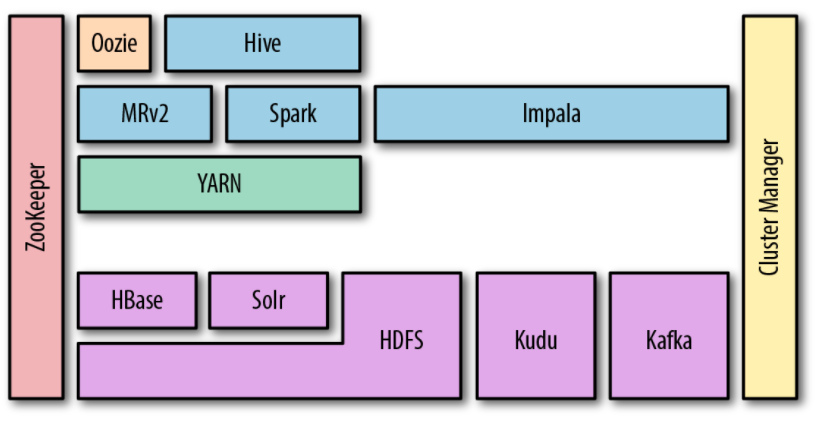 ZooKeeper
Oozie
Hive
MRv2
Spark
Impala
YARN
HBase
Solr
HDFS
Kudu
Kafka
Cluster Manager